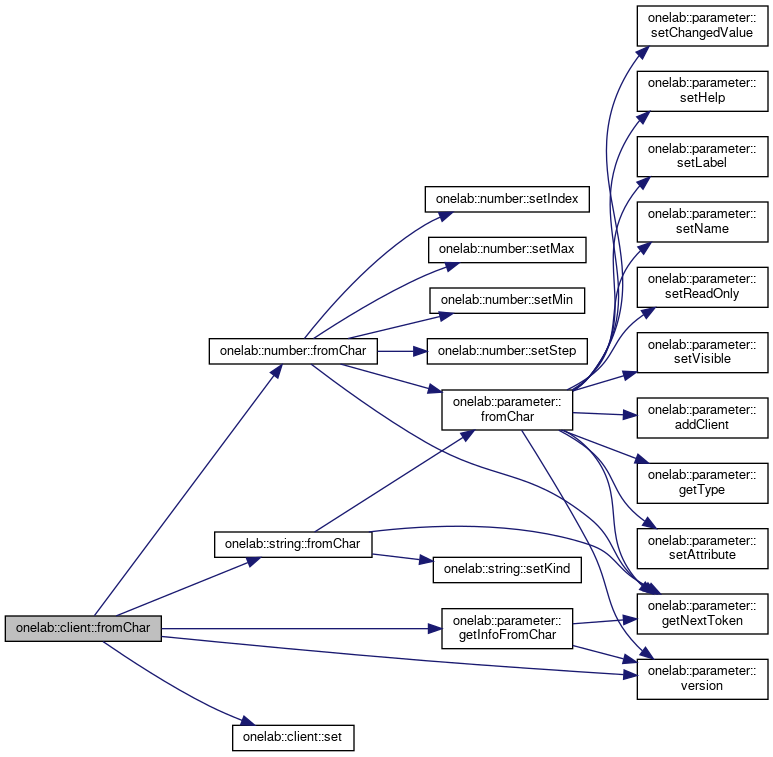 onelab::client::fromChar
onelab::number::fromChar
onelab::string::fromChar
onelab::client::set
onelab::number::setIndex
onelab::number::setMax
onelab::number::setMin
onelab::number::setStep
onelab::parameter::
fromChar
onelab::string::setKind
onelab::parameter::
getInfoFromChar
onelab::parameter::
setChangedValue
onelab::parameter::
setHelp
onelab::parameter::
setLabel
onelab::parameter::
setName
onelab::parameter::
setReadOnly
onelab::parameter::
setVisible
onelab::parameter::
addClient
onelab::parameter::
getType
onelab::parameter::
setAttribute
onelab::parameter::
getNextToken
onelab::parameter::
version